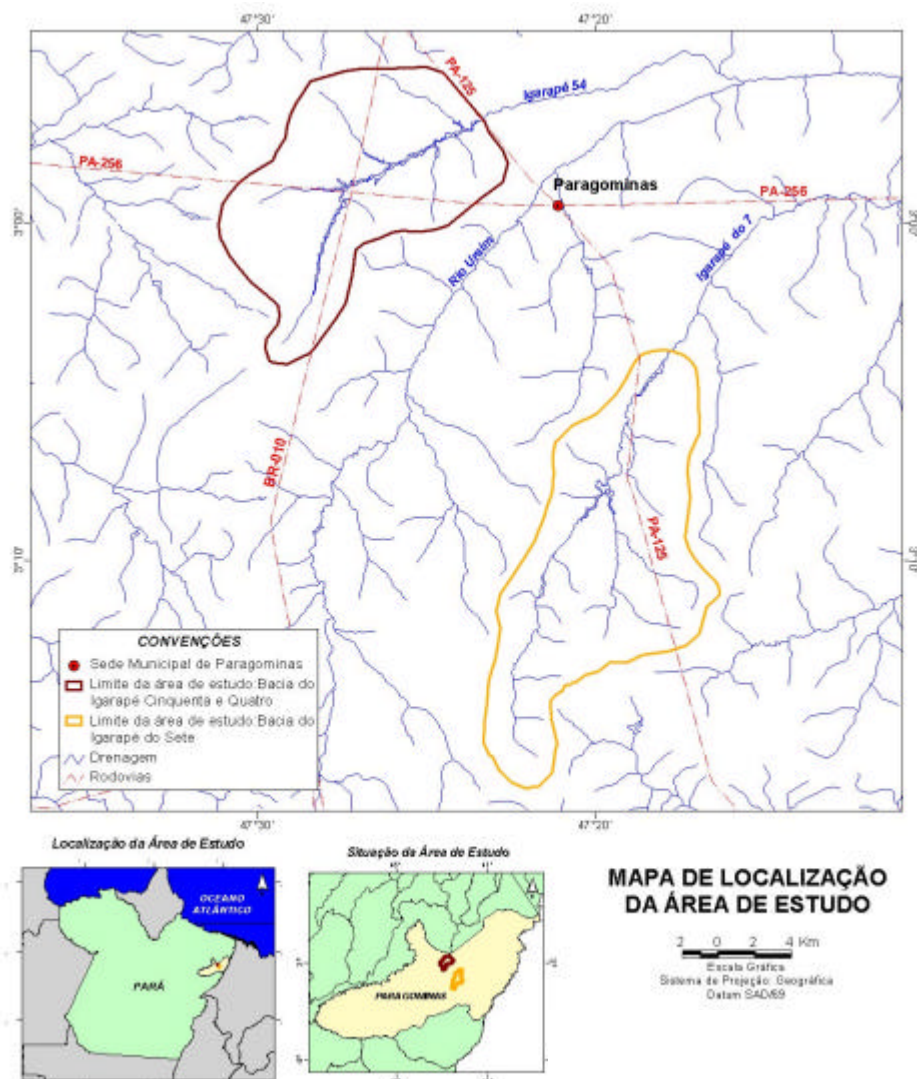 47°30'
47°20'
PA-125
Igarapé 54
PA-256
Paragominas
PA-256
3°00'
3°00'
Rio Uraim
Igarapé do 7
BR-010
PA-125
3°10'
3°10'
CONVENÇÕES
Sede Municipal de Paragominas
Limite da área de estudo:Bacia do
Igarapé Cinquenta e Quatro
Limite da área de estudo:Bacia do
Igarapé do Sete
Drenagem
Rodovias
47°30'
47°20'
Localização da Área de Estudo
OCEANO
ATLÂNTICO
PARÁ
Situação da Área de Estudo
PARAGOMINAS
MAPA DE LOCALIZAÇÃO
DA ÁREA DE ESTUDO
2 0 2 4 Km
Escala Gráfica
Sistema de Projeção: Geográfica
Datum SAD/69